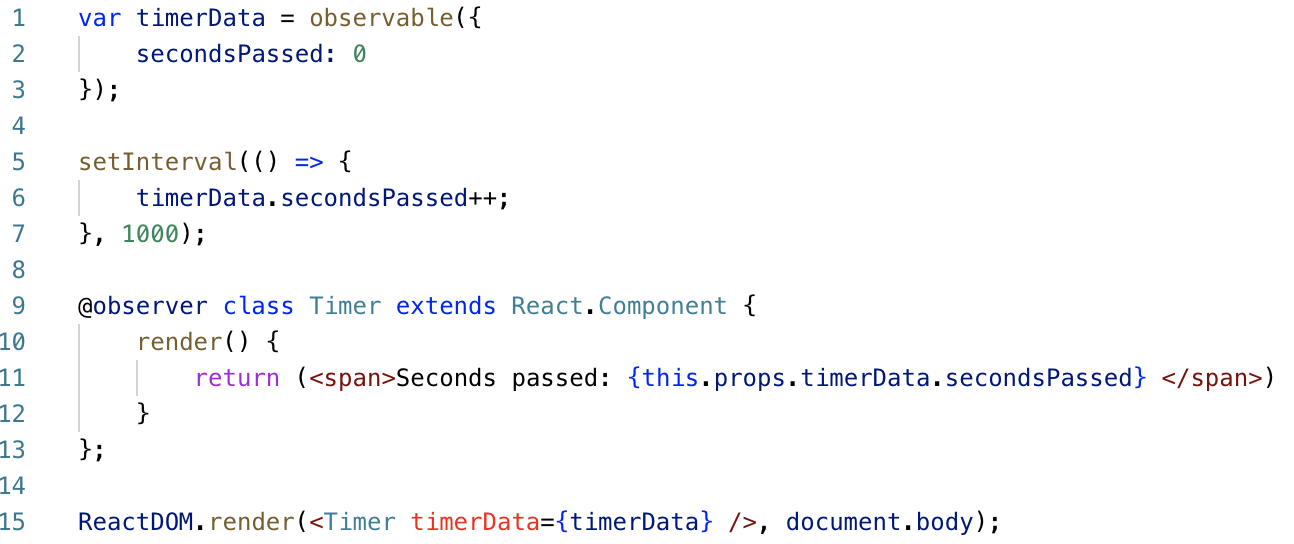 1 var timerData = observable({
2     secondsPassed: 0
3 });
4
5 setInterval(() => {
6     timerData.secondsPassed++;
7 }, 1000);
8
9 @observer class Timer extends React.Component {
10     render() {
11         return (<span>Seconds passed: {this.props.timerData.secondsPassed} </span>)
12     }
13 };
14
15 ReactDOM.render(<Timer timerData={timerData} />, document.body);